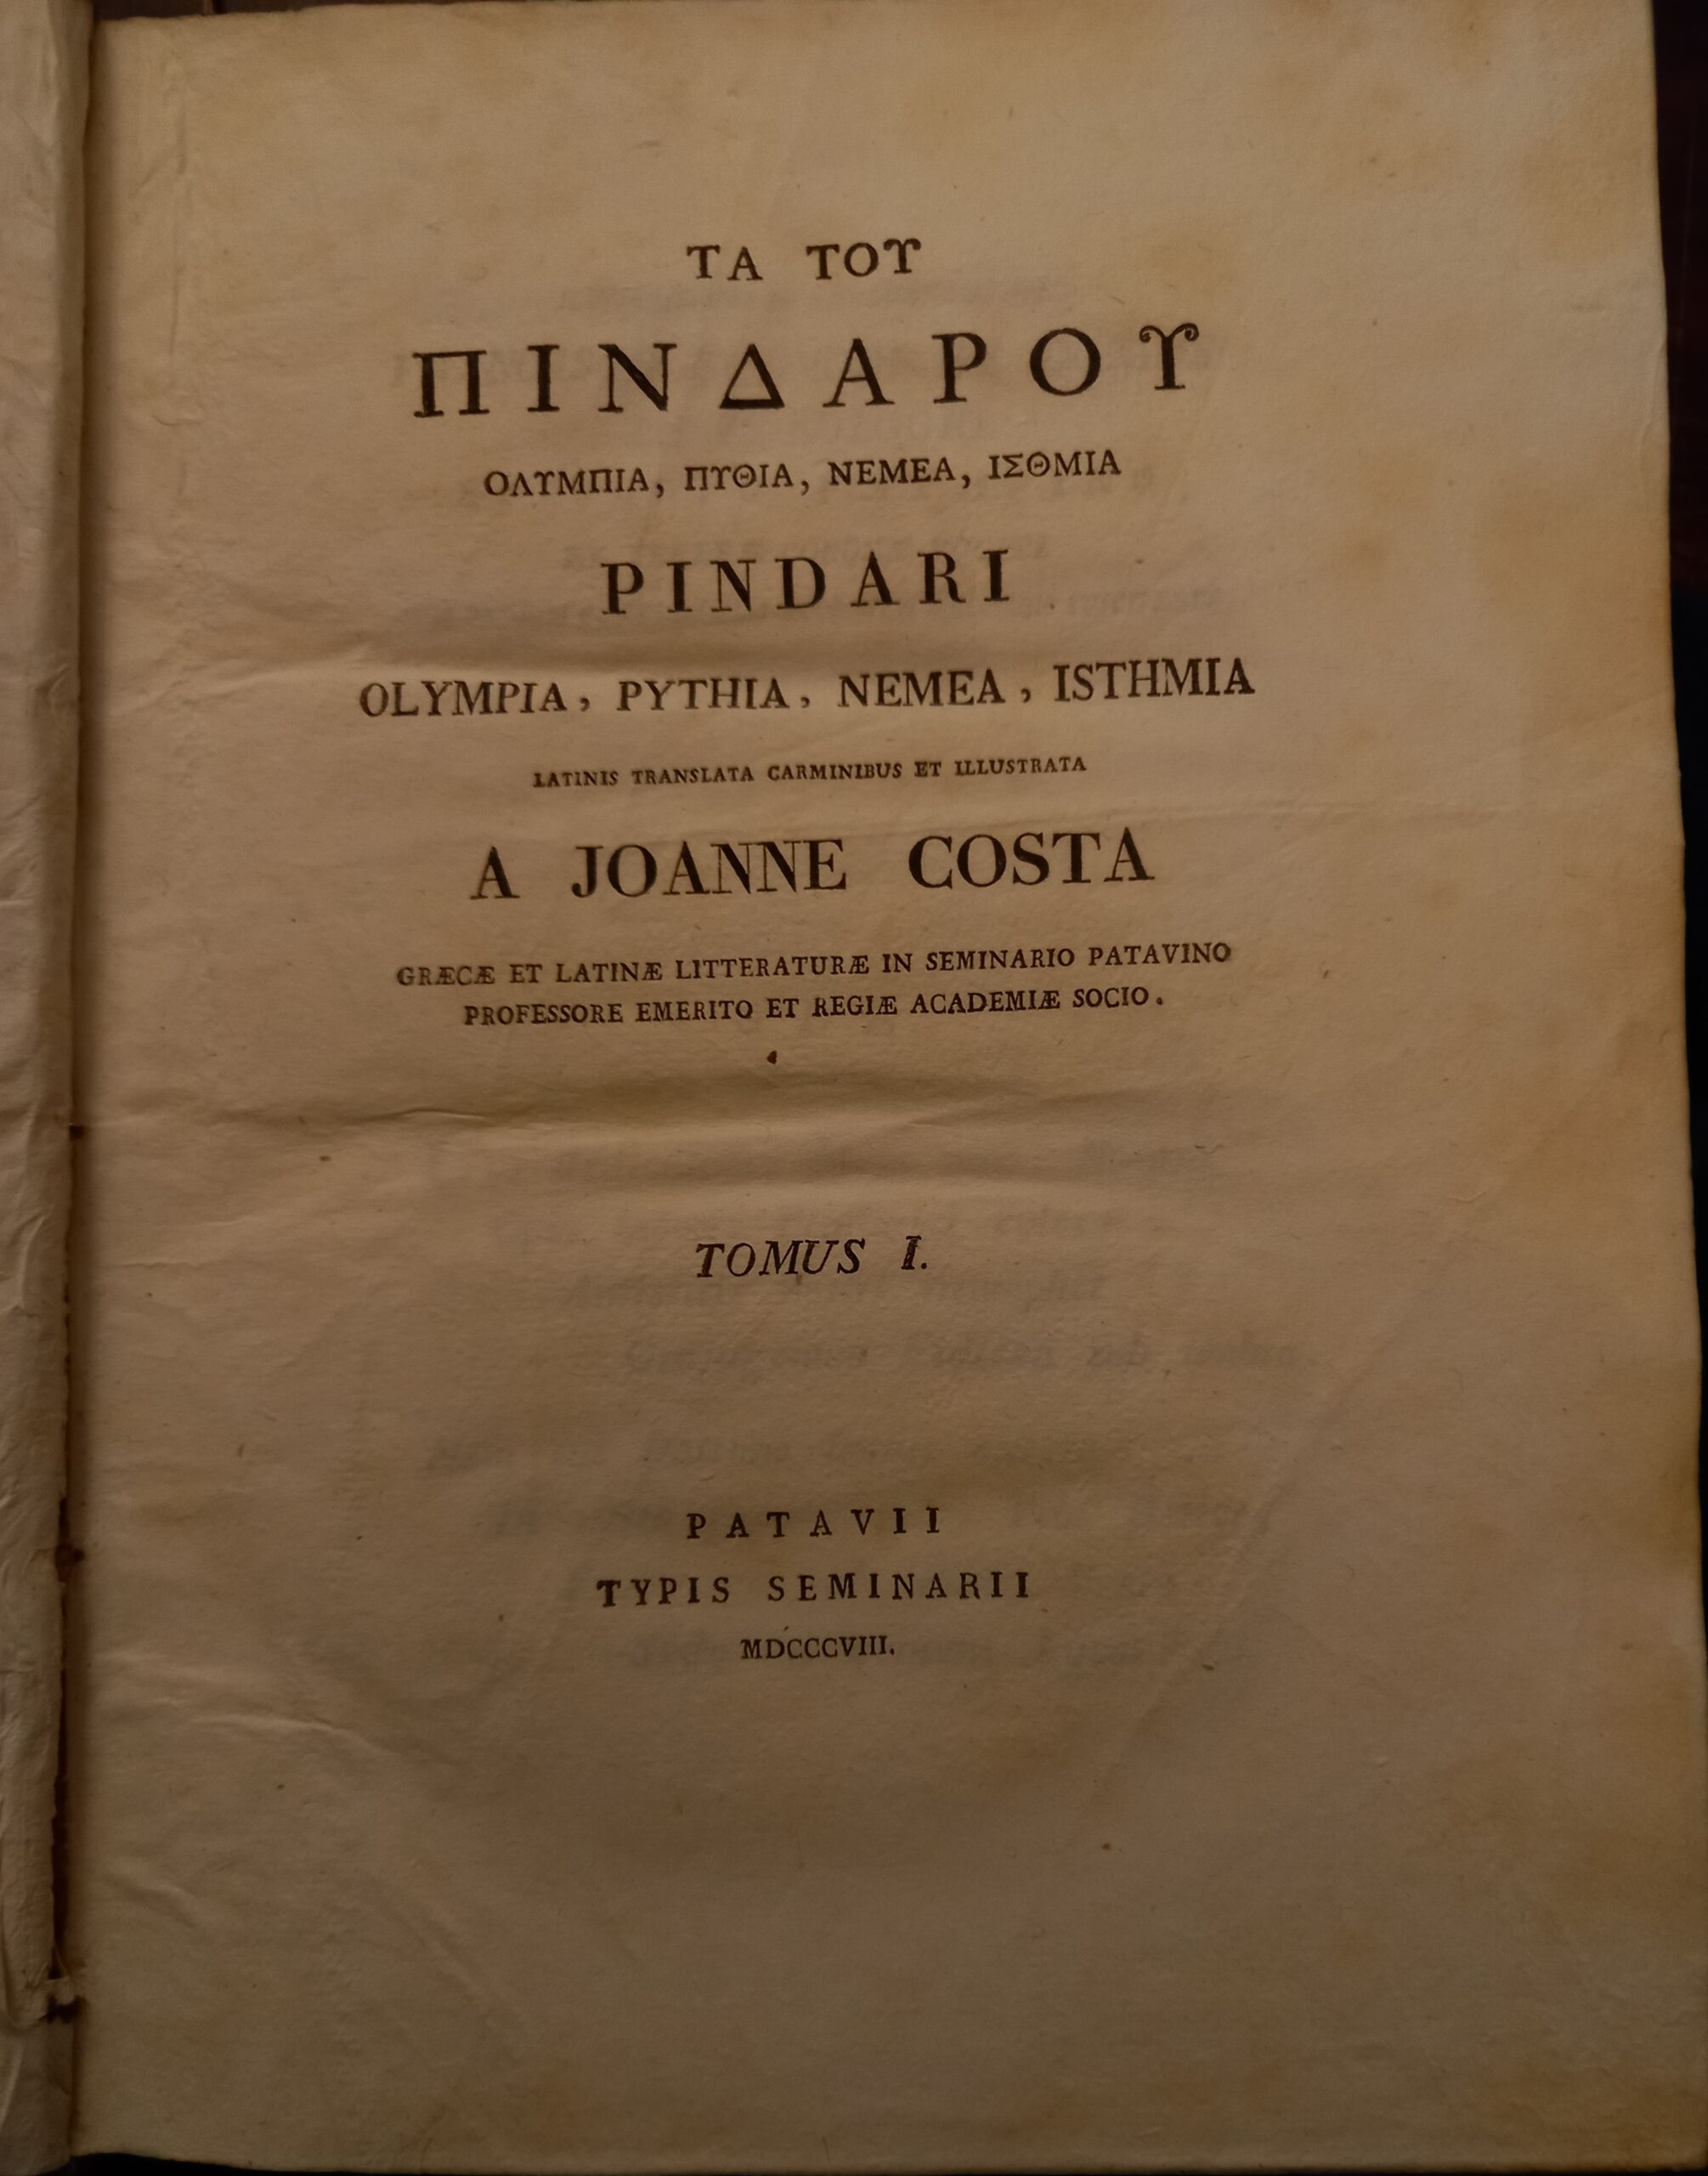 ΤΑ ΤΟΥ
ΠΙΝΔΑΡΟΥ
ΟΛΥΜΠΙΑ, ΠΥΘΙΑ, ΝΕΜΕΑ, ΙΣΘΜΙΑ
PINDARI
OLYMPIA, PYTHIA, NEMEA, ISTHMIA
LATINIS TRANSLATA CARMINIBUS ET ILLUSTRATA
A JOANNE COSTA
GRÆCÆ ET LATINÆ LITTERATURÆ IN SEMINARIO PATAVINO
PROFESSORE EMERITO ET REGIÆ ACADEMIÆ SOCIO.
TOMUS I.
PATAVII
TYPIS SEMINARII
MDCCCVIII.